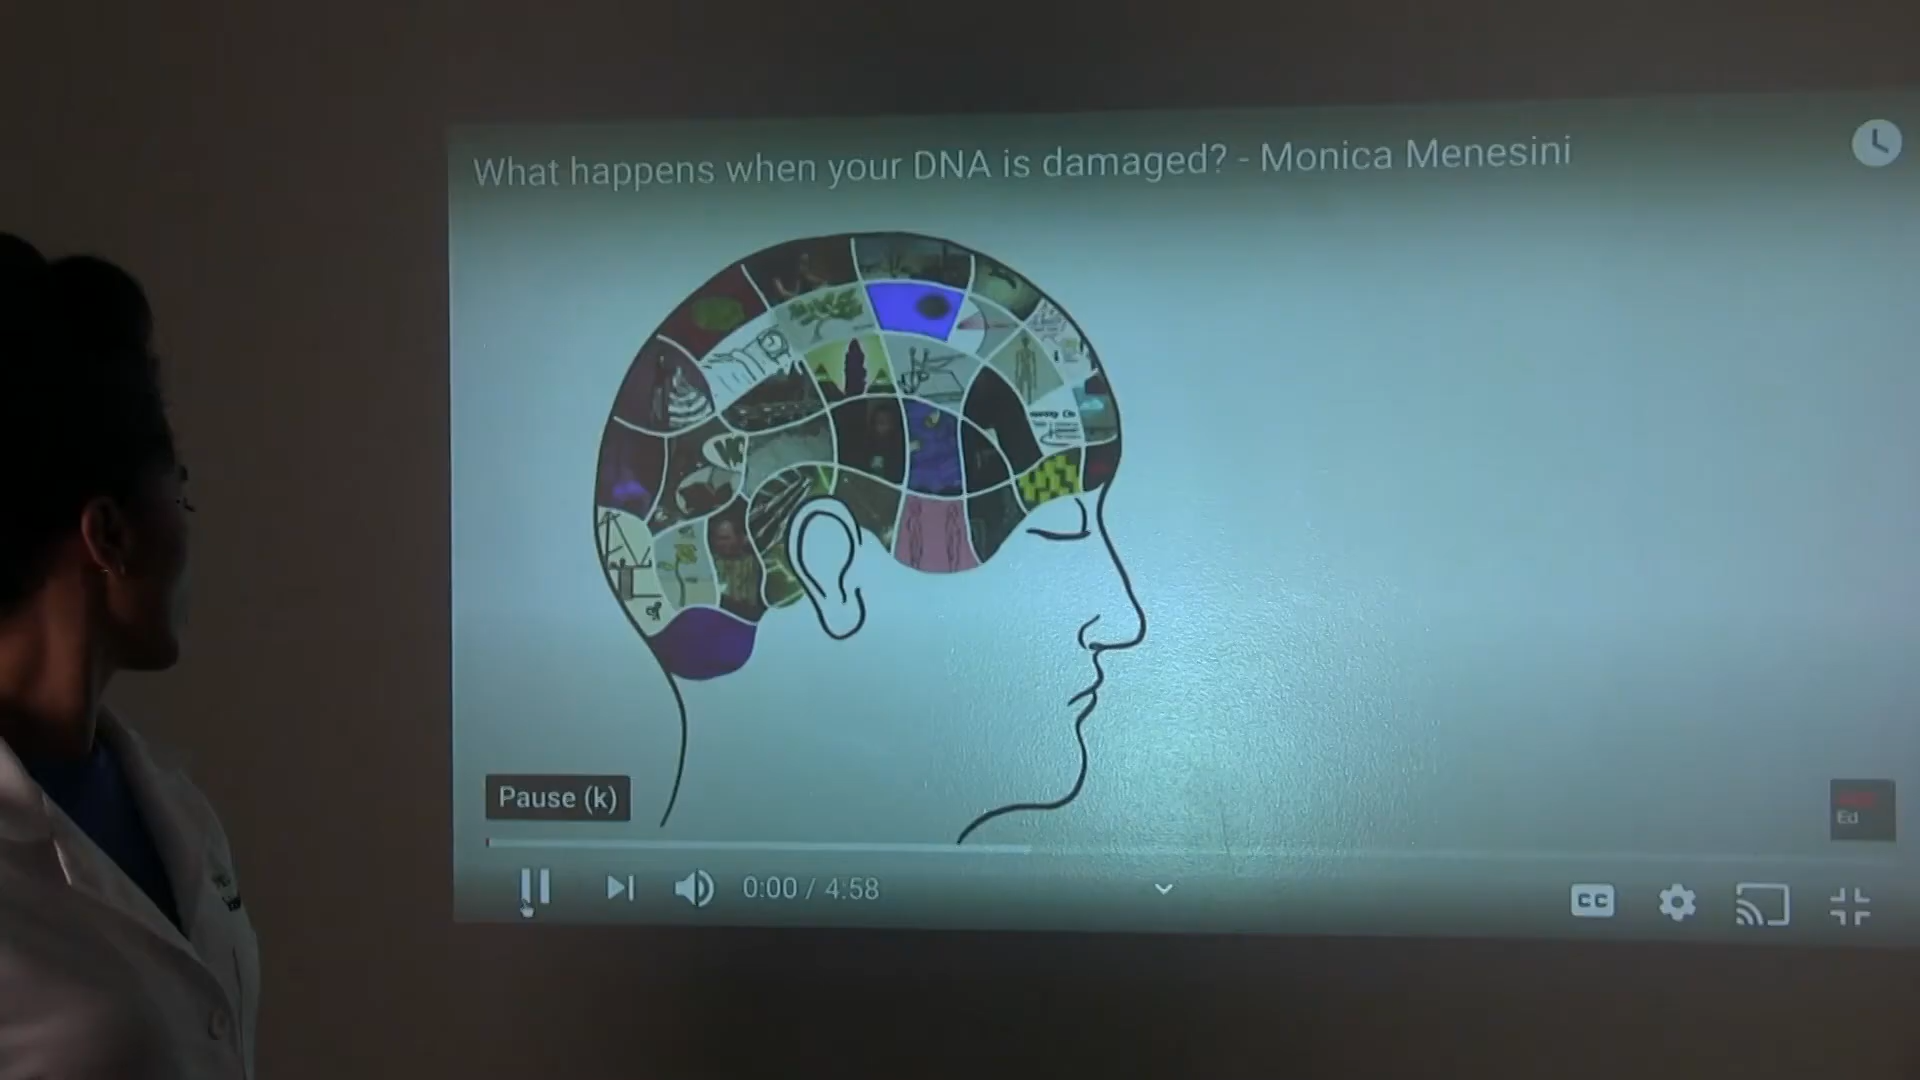 What happens when your DNA is damaged? - Monica Menesini
Pause (k)
Ed
0:00 / 4:58
CC